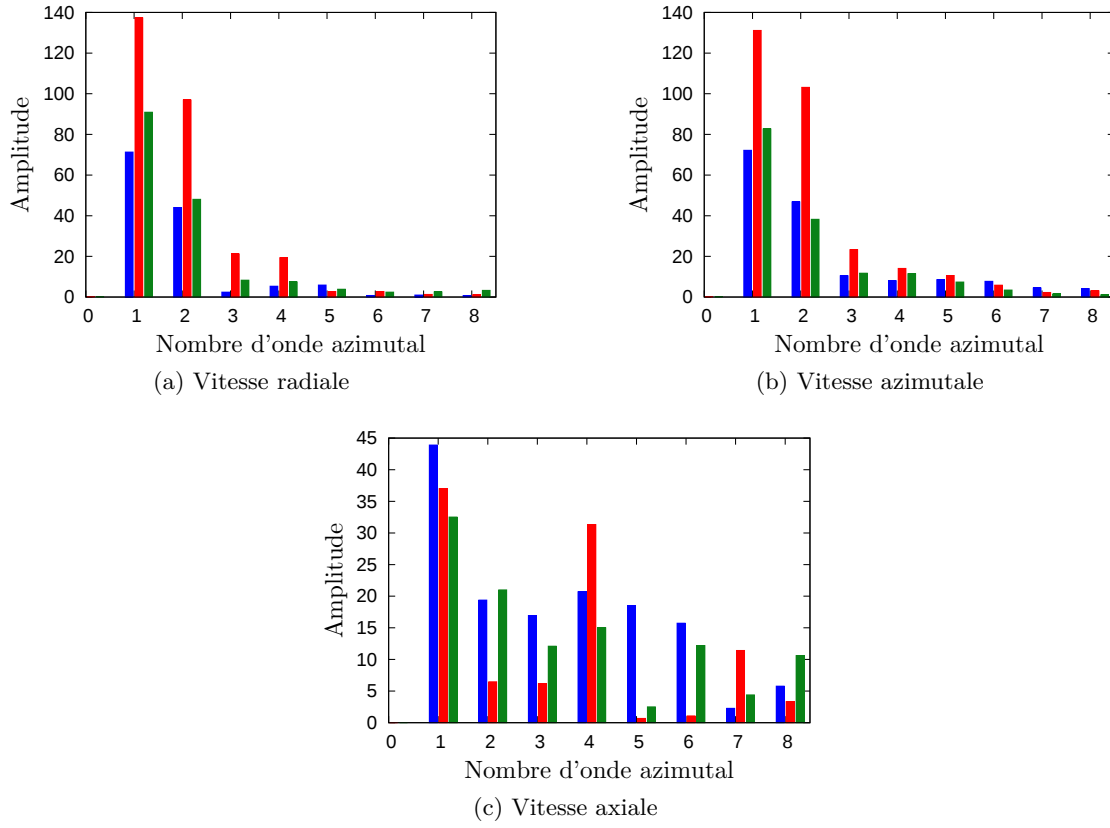 140
120
100
80
60
40
20
0
Amplitude
0 1 2 3 4 5 6 7 8
Nombre d'onde azimutal
(a) Vitesse radiale
140
120
100
80
60
40
20
0
Amplitude
0 1 2 3 4 5 6 7 8
Nombre d'onde azimutal
(b) Vitesse azimutale
45
40
35
30
25
20
15
10
5
0
Amplitude
0 1 2 3 4 5 6 7 8
Nombre d'onde azimutal
(c) Vitesse axiale